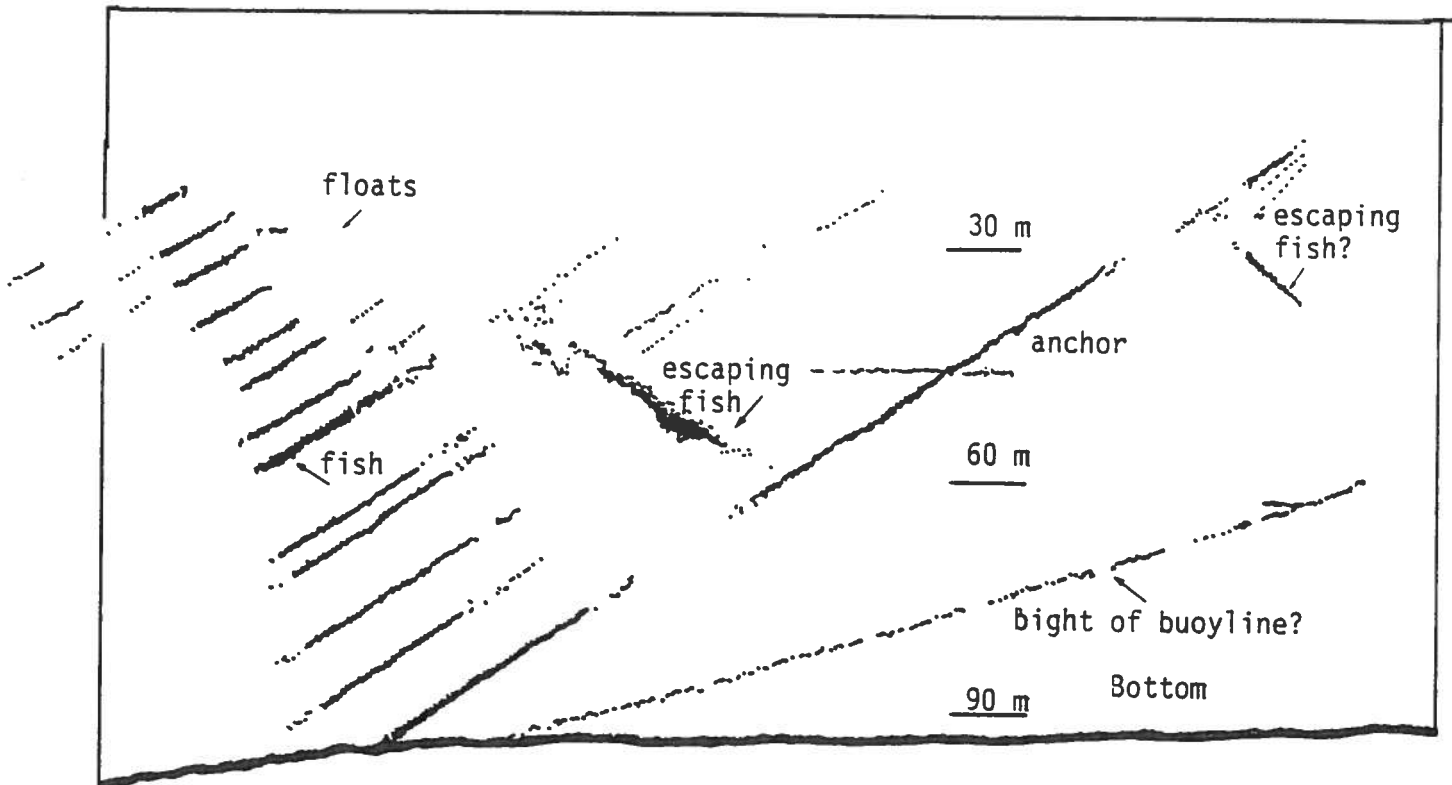 floats
30 m
escaping
fish?
anchor
escaping
fish
fish
60 m
Bight of buoyline?
Bottom
90 m